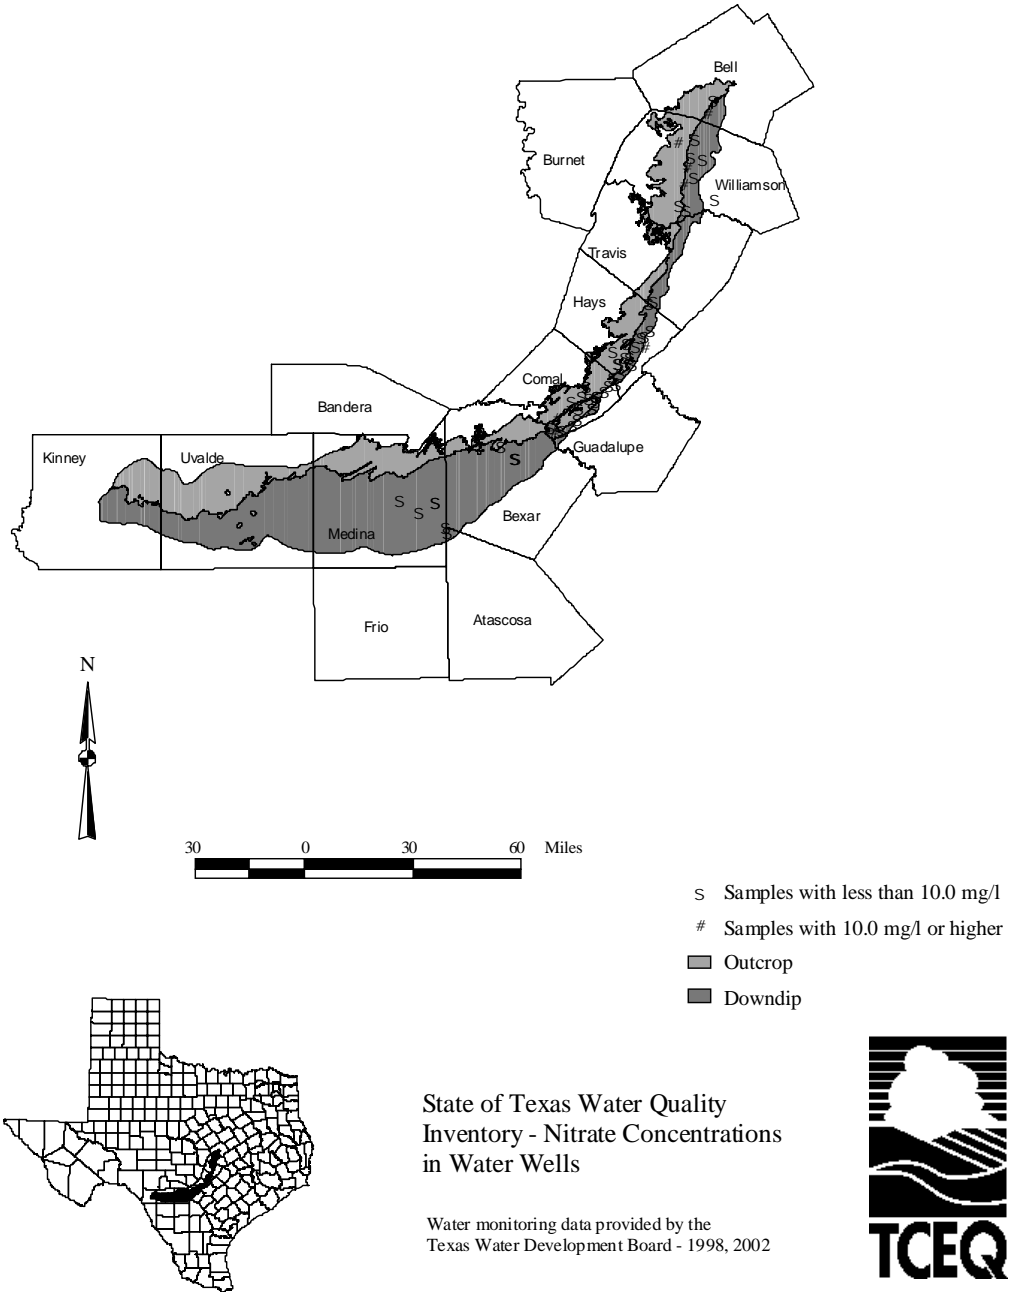 Bell
Burnet
Williamson
Travis
Hays
Comal
Bandera
Guadalupe
Kinney
Uvalde
Bexar
Medina
Atascosa
Frio
N
30 0 30 60 Miles
S Samples with less than 10.0 mg/l
# Samples with 10.0 mg/l or higher
Outcrop
Downdip
State of Texas Water Quality
Inventory - Nitrate Concentrations
in Water Wells
Water monitoring data provided by the
Texas Water Development Board - 1998, 2002
TCEQ